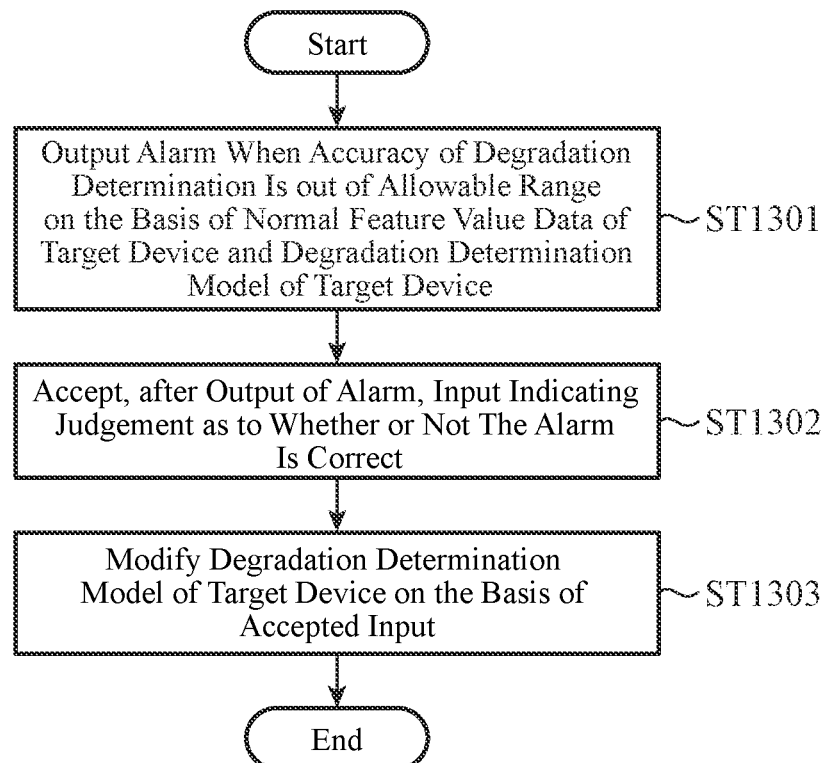 Start
Output Alarm When Accuracy of Degradation
Determination Is out of Allowable Range
on the Basis of Normal Feature Value Data of
Target Device and Degradation Determination
Model of Target Device
ST1301
Accept, after Output of Alarm, Input Indicating
Judgement as to Whether or Not The Alarm
Is Correct
ST1302
Modify Degradation Determination
Model of Target Device on the Basis of
Accepted Input
ST1303
End